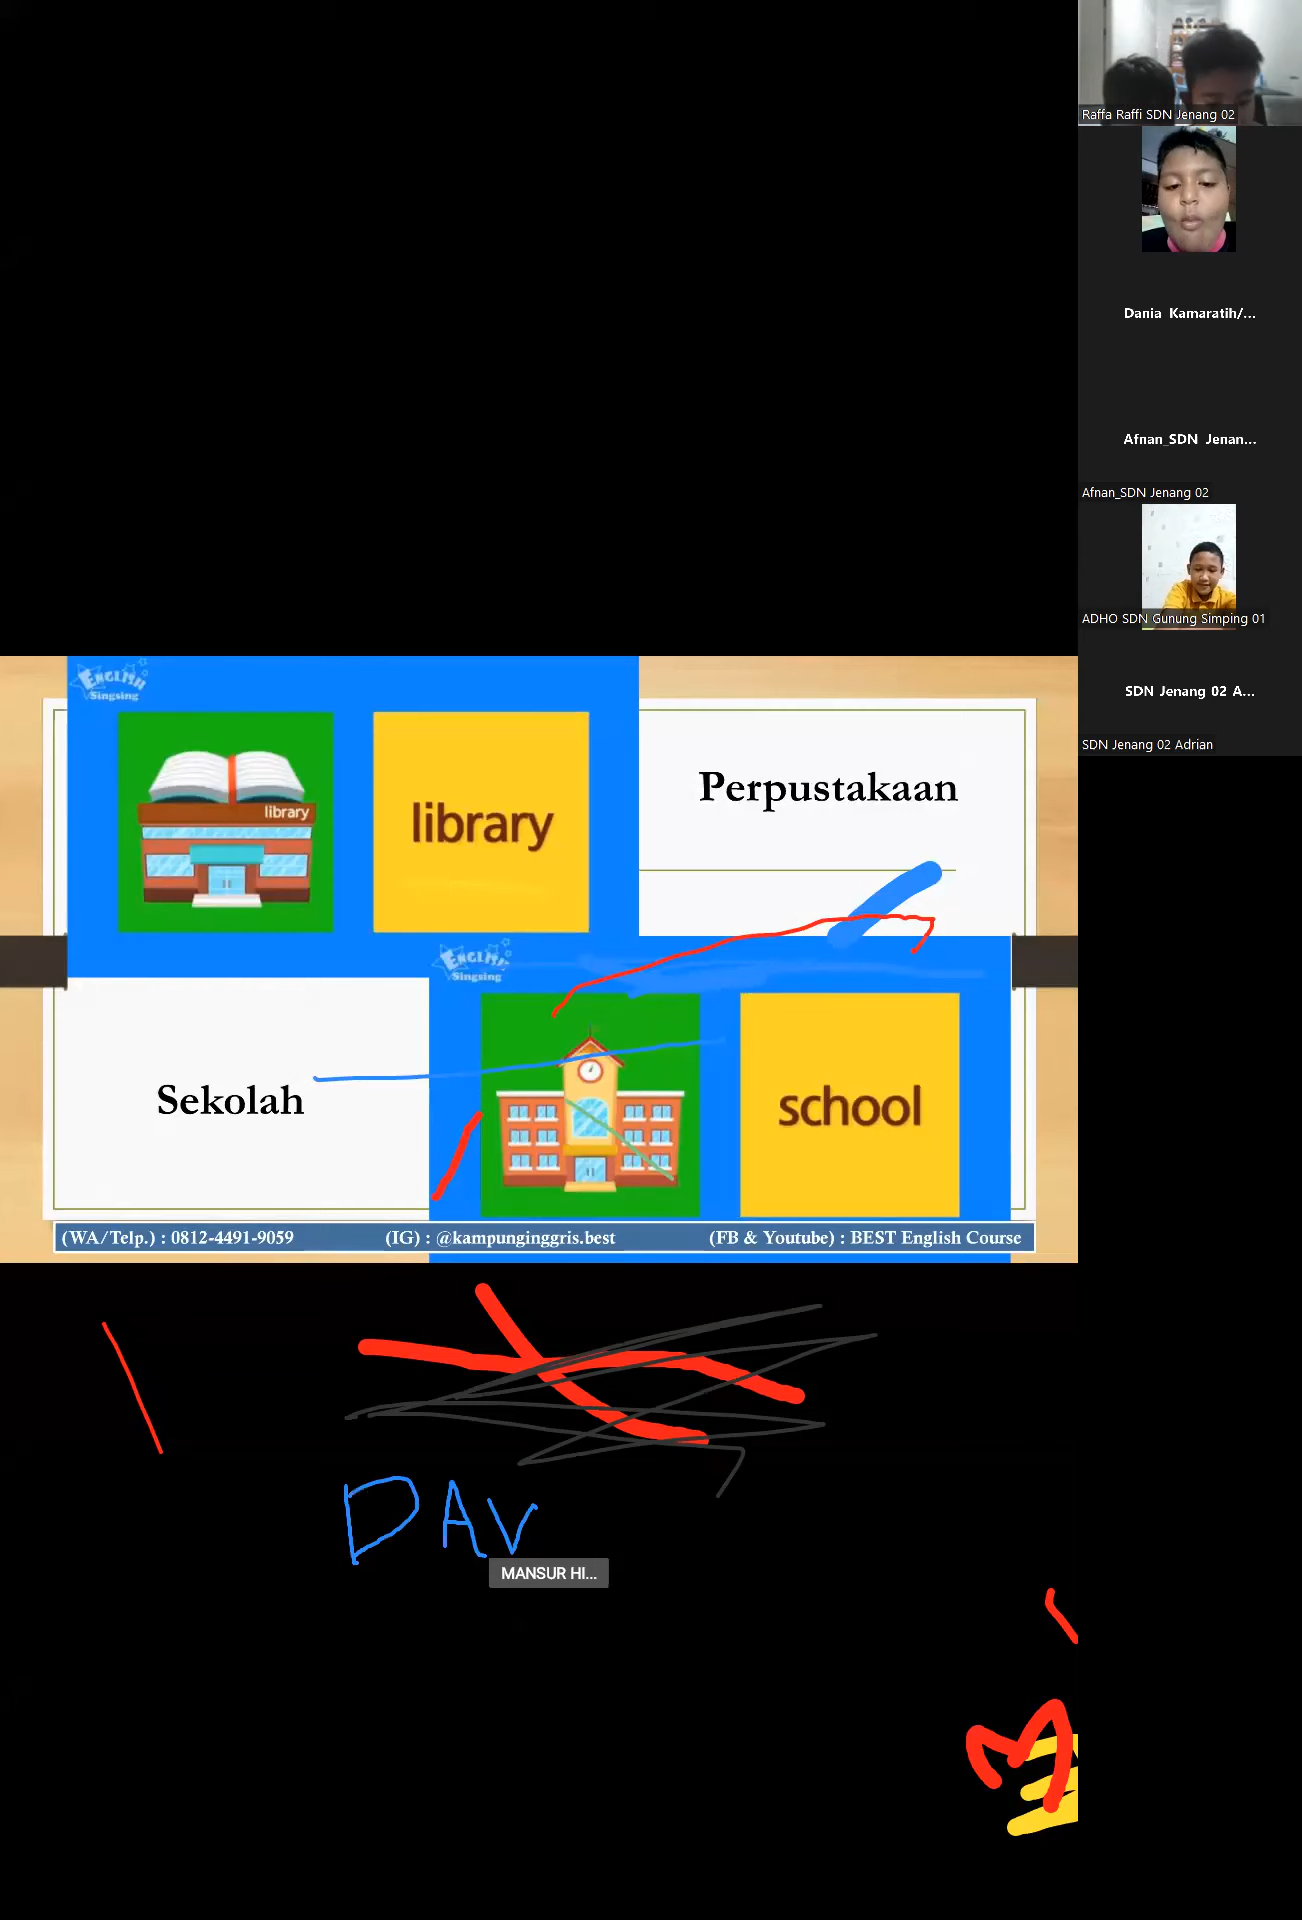 Raffa Raffi SDN Jenang 02
Dania Kamaratih/...
Afnan_SDN Jenan...
Afnan_SDN Jenang 02
ADHO SDN Gunung Simping 01
SDN Jenang 02 A...
SDN Jenang 02 Adrian
ENGLISH
Singsing
library
library
Perpustakaan
ENGLISH
Singsing
Sekolah
school
(WA/Telp.) : 0812-4491-9059 (IG) : @kampunginggris.best (FB & Youtube) : BEST English Course
DAV
MANSUR HI...